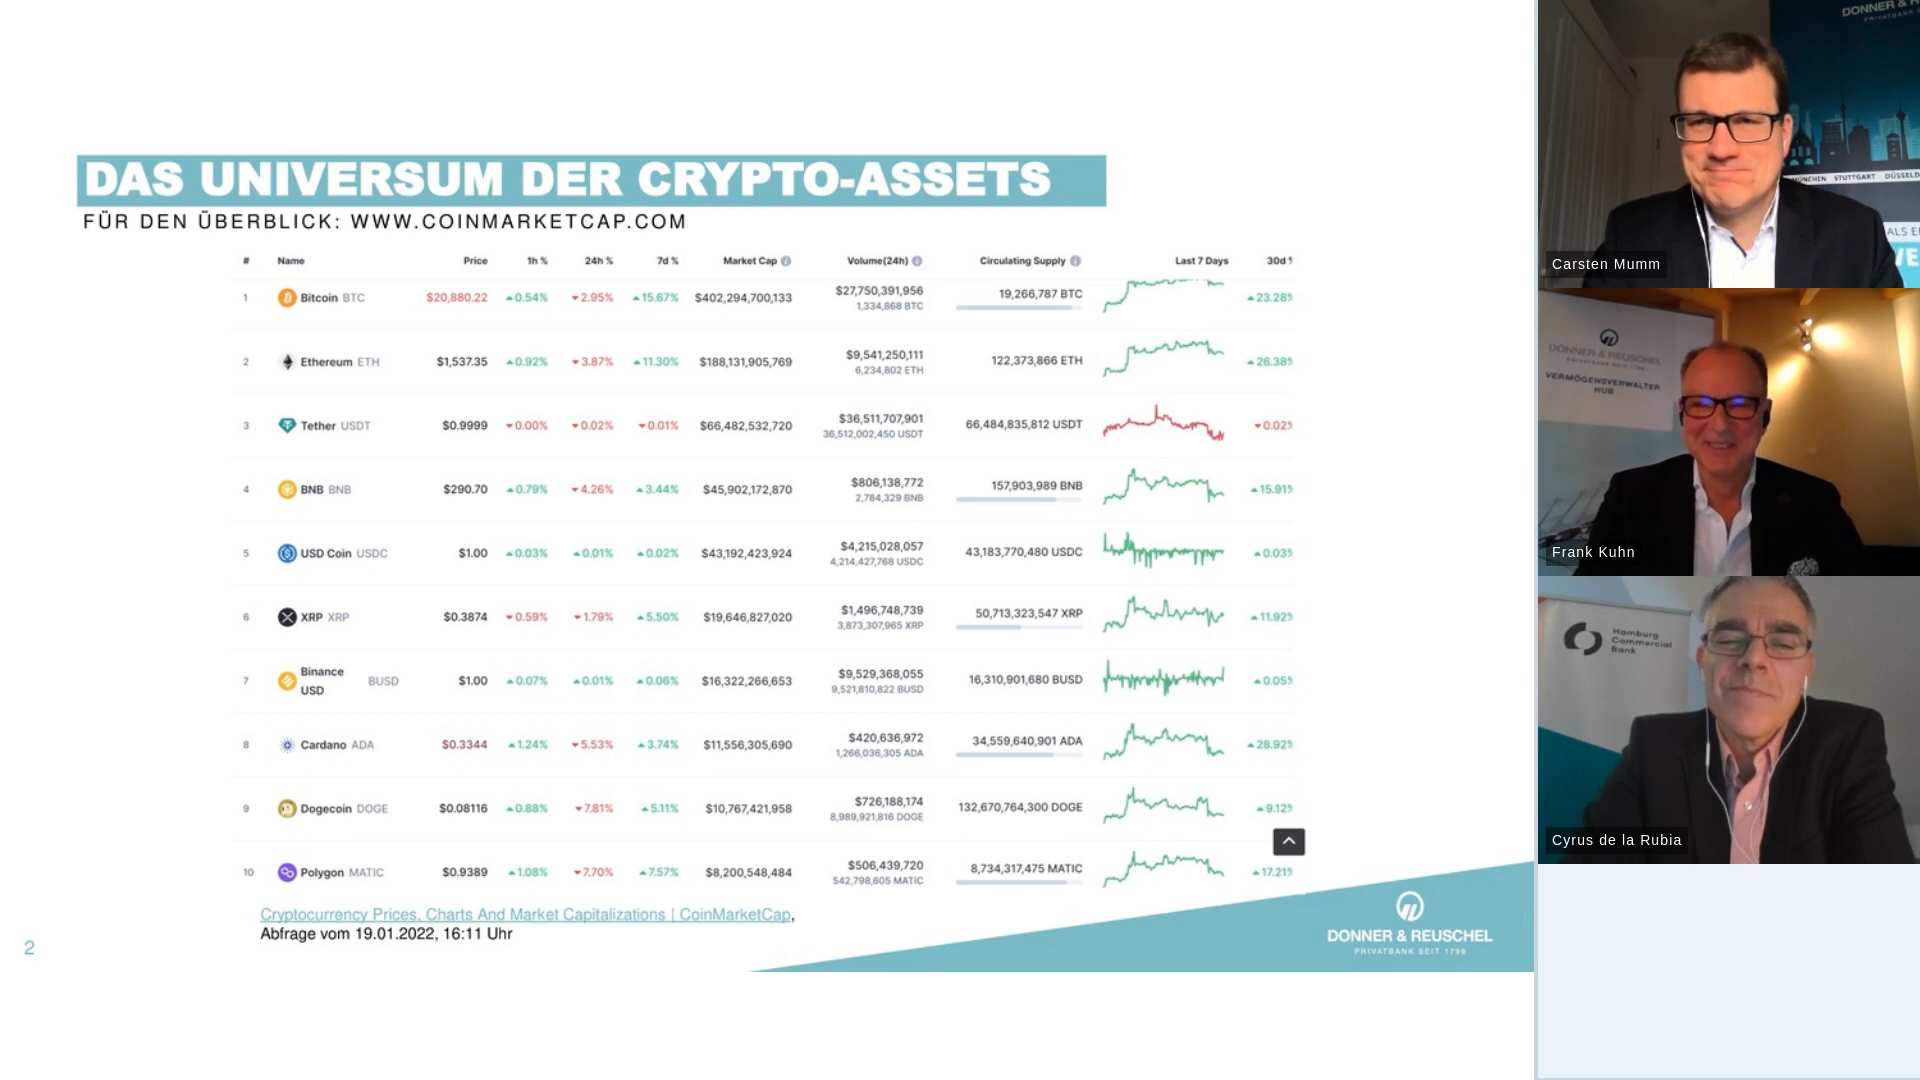 DAS UNIVERSUM DER CRYPTO-ASSETS
FÜR DEN ÜBERBLICK: WWW.COINMARKETCAP.COM
# Name Price 1h % 24h % 7d % Market Cap Volume(24h) Circulating Supply Last 7 Days 30d
1 Bitcoin BTC $20,880.22 0.54% 2.95% 15.67% $402,294,700,133 $27,750,391,956 19,266,787 BTC 23.28%
1,334,868 BTC
2 Ethereum ETH $1,537.35 0.92% 3.87% 11.30% $188,131,905,769 $9,541,250,111 122,373,866 ETH 26.38%
6,234,802 ETH
3 Tether USDT $0.9999 0.00% 0.02% 0.01% $66,482,532,720 $36,511,707,901 66,484,835,812 USDT 0.02%
36,512,002,450 USDT
4 BNB BNB $290.70 0.79% 4.26% 3.44% $45,902,172,870 $806,138,772 157,903,989 BNB 15.91%
2,784,329 BNB
5 USD Coin USDC $1.00 0.03% 0.01% 0.02% $43,192,423,924 $4,215,028,057 43,183,770,480 USDC 0.03%
4,214,427,768 USDC
6 XRP XRP $0.3874 0.59% 1.79% 5.50% $19,646,827,020 $1,496,748,739 50,713,323,547 XRP 11.92%
3,873,307,965 XRP
7 Binance USD BUSD $1.00 0.07% 0.01% 0.06% $16,322,266,653 $9,529,368,055 16,310,901,680 BUSD 0.05%
9,521,810,822 BUSD
8 Cardano ADA $0.3344 1.24% 5.53% 3.74% $11,556,305,690 $420,636,972 34,559,640,901 ADA 28.92%
1,266,036,305 ADA
9 Dogecoin DOGE $0.08116 0.88% 7.81% 5.11% $10,767,421,958 $726,188,174 132,670,764,300 DOGE 9.12%
8,989,921,816 DOGE
10 Polygon MATIC $0.9389 1.08% 7.70% 7.57% $8,200,548,484 $506,439,720 8,734,317,475 MATIC 17.21%
542,798,605 MATIC
Cryptocurrency Prices, Charts And Market Capitalizations | CoinMarketCap,
Abfrage vom 19.01.2022, 16:11 Uhr
2
DONNER & REUSCHEL
PRIVATBANK SEIT 1798
DONNER & R
PRIVATBANK
MÜNCHEN STUTTGART DÜSSELD
ALS E
VE
Carsten Mumm
DONNER & REUSCHEL
PRIVATBANK SEIT 1798
VERMÖGENSVERWALTER
HUB
Frank Kuhn
Hamburg
Commercial
Bank
Cyrus de la Rubia